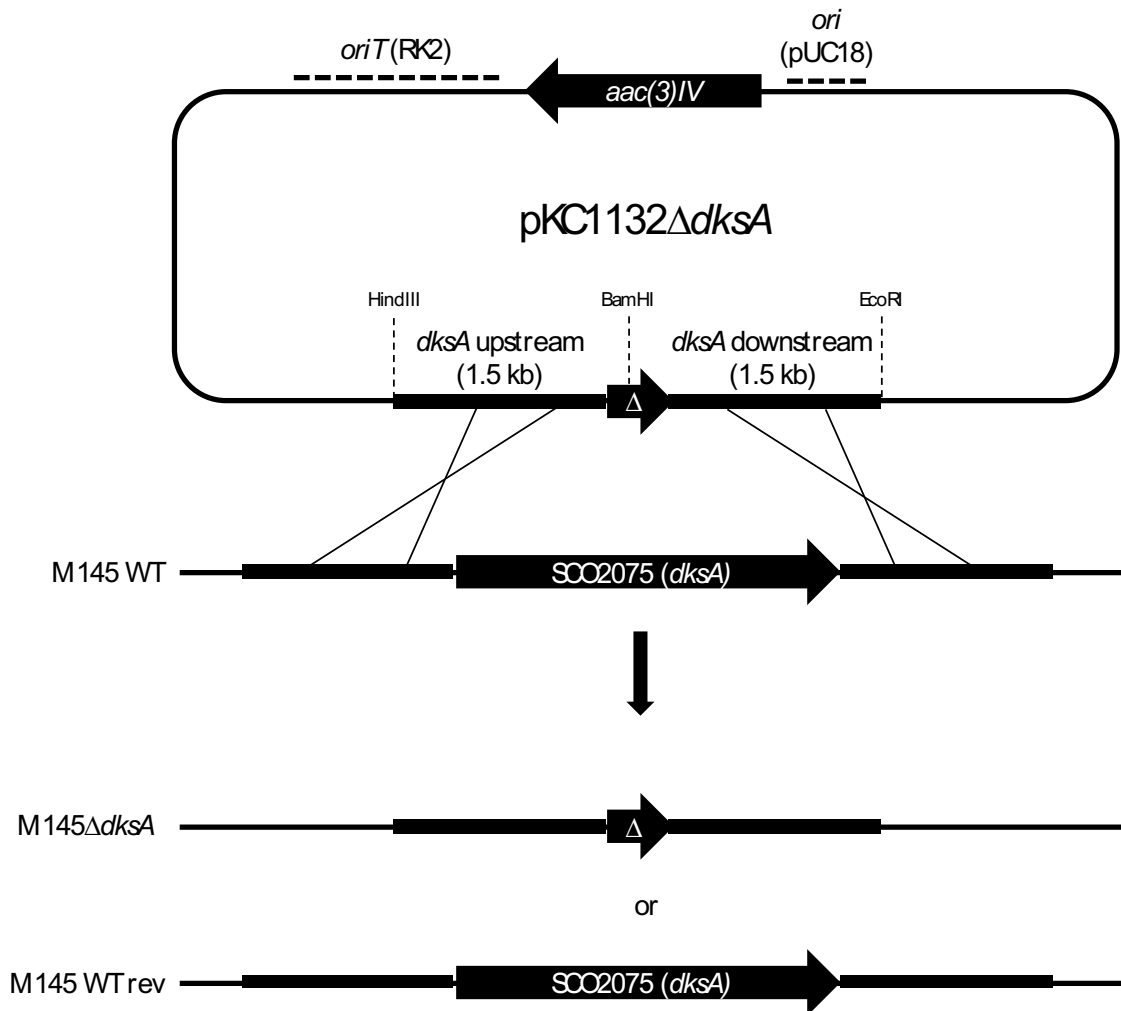 oriT (RK2)
ori
(pUC18)
aac(3)IV
pKC1132ΔdksA
HindIII
BamHI
EcoRI
dksA upstream
(1.5 kb)
dksA downstream
(1.5 kb)
Δ
M145 WT
SCO2075 (dksA)
M145ΔdksA
Δ
or
M145 WT rev
SCO2075 (dksA)